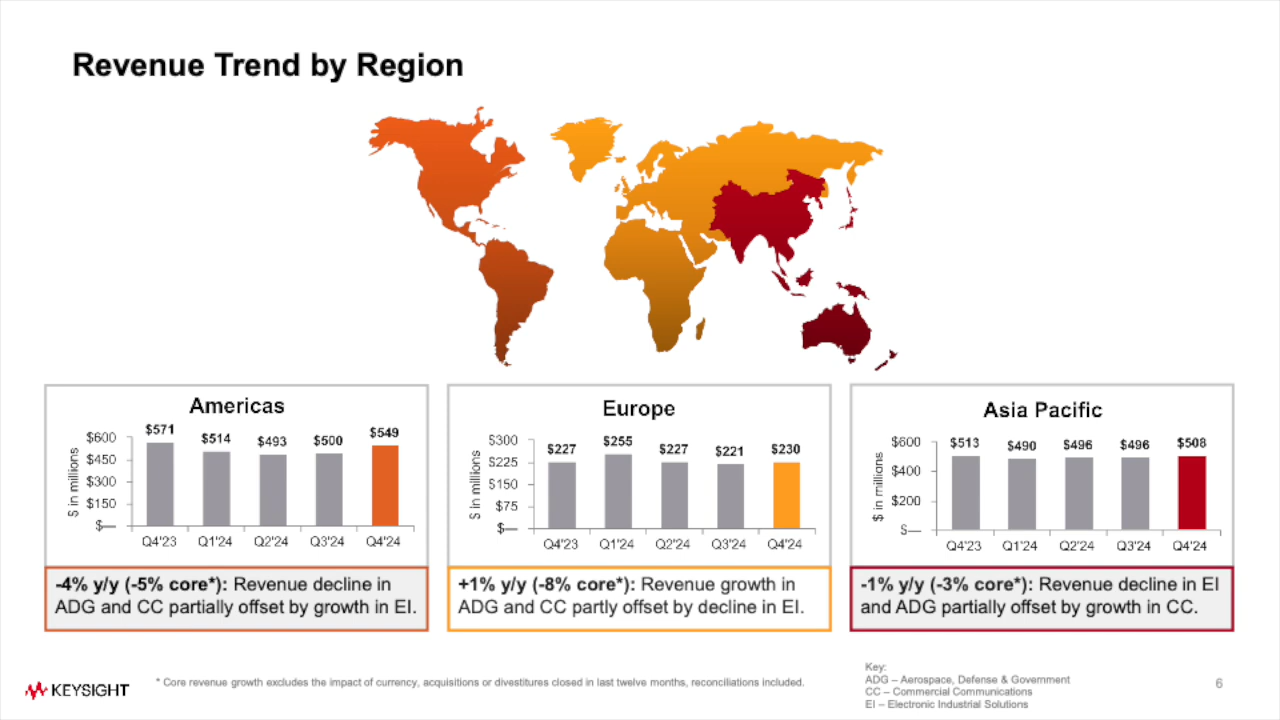 Revenue Trend by Region
Americas
$ in millions
$600
$450
$300
$150
$—
$571
$514
$493
$500
$549
Q4'23
Q1'24
Q2'24
Q3'24
Q4'24
-4% y/y (-5% core*): Revenue decline in
ADG and CC partially offset by growth in EI.
Europe
$ in millions
$300
$225
$150
$75
$—
$227
$255
$227
$221
$230
Q4'23
Q1'24
Q2'24
Q3'24
Q4'24
+1% y/y (-8% core*): Revenue growth in
ADG and CC partly offset by decline in EI.
Asia Pacific
$ in millions
$600
$400
$200
$—
$513
$490
$496
$496
$508
Q4'23
Q1'24
Q2'24
Q3'24
Q4'24
-1% y/y (-3% core*): Revenue decline in EI
and ADG partially offset by growth in CC.
KEYSIGHT
* Core revenue growth excludes the impact of currency, acquisitions or divestitures closed in last twelve months, reconciliations included.
Key:
ADG – Aerospace, Defense & Government
CC – Commercial Communications
EI – Electronic Industrial Solutions
6